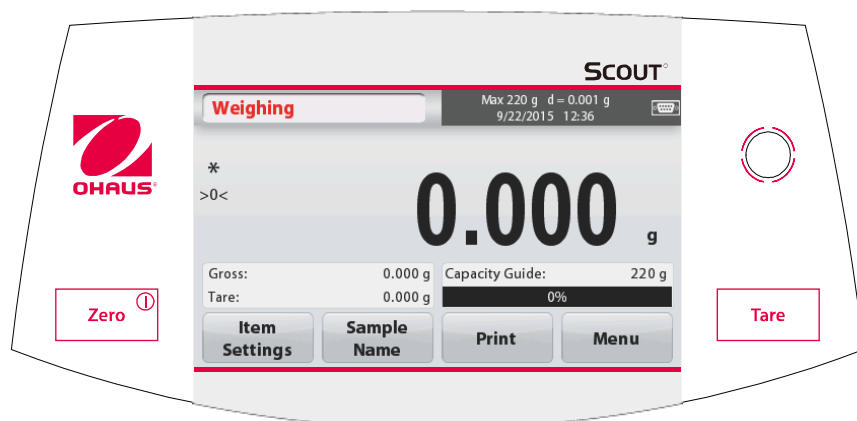 SCOUT
Weighing
Max 220 g d = 0.001 g
9/22/2015 12:36
OHAUS
*
>0<
0.000 g
Gross: 0.000 g
Tare: 0.000 g
Capacity Guide: 220 g
0%
Zero
Tare
Item Settings
Sample Name
Print
Menu